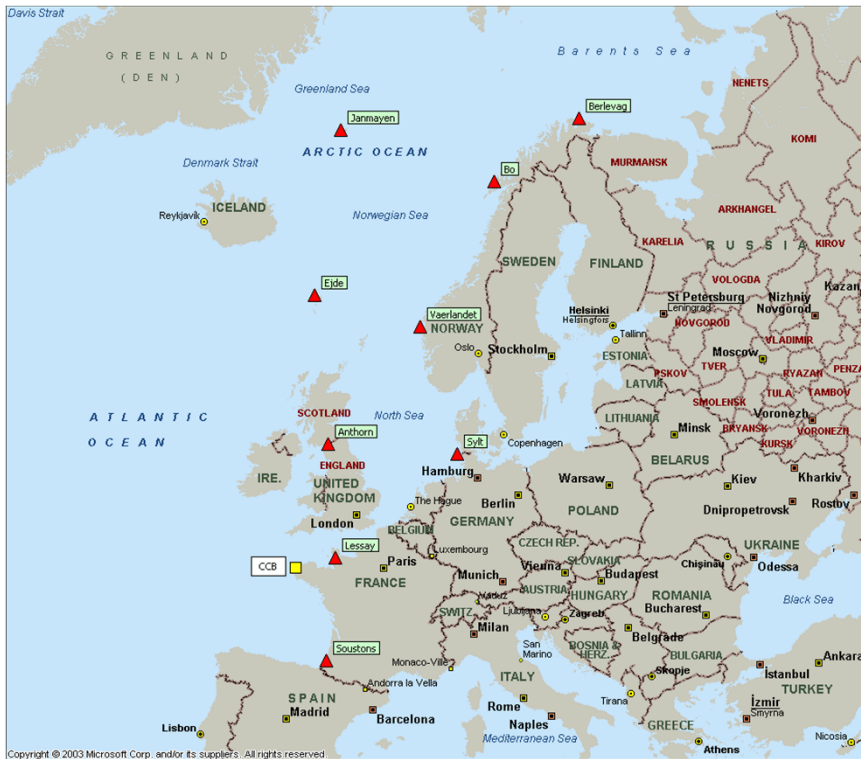 Davis Strait
GREENLAND
(DEN)
Barents Sea
Greenland Sea
NENETS
Janmayen
Berlevag
KOMI
ARCTIC OCEAN
Denmark Strait
Bo
MURMANSK
Reykjavík
ICELAND
Norwegian Sea
ARKHANGEL
KARELIA
RUSSIA
KIROV
SWEDEN
FINLAND
VOLOGDA
Ejde
Kazan
St Petersburg
Leningrad
Nizhniy
Novgorod
Vaerlandet
NORWAY
Helsinki
Helsingfors
NOVGOROD
Tallinn
VLADIMIR
Oslo
Stockholm
ESTONIA
Moscow
PSKOV
TVER
RYAZAN
PENZA
LATVIA
TULA
TAMBOV
SCOTLAND
North Sea
LITHUANIA
SMOLENSK
Voronezh
ATLANTIC
OCEAN
Anthorn
Sylt
Copenhagen
Minsk
BRYANSK
VORONEZH
KURSK
ENGLAND
BELARUS
IRE.
UNITED
KINGDOM
Hamburg
Warsaw
Kiev
Kharkiv
The Hague
Berlin
Dnipropetrovsk
Rostov
London
POLAND
BELGIUM
GERMANY
CZECH REP.
UKRAINE
Lessay
Luxembourg
SLOVAKIA
Chişinau
Odessa
CCB
Paris
Vienna
FRANCE
Munich
Budapest
AUSTRIA
HUNGARY
ROMANIA
Vaduz
SWITZ.
Ljubljana
Zagreb
Bucharest
Black Sea
Milan
Belgrade
San
Marino
BOSNIA &
HERZ.
Soustons
Monaco-Ville
BULGARIA
Ankara
Andorra la Vella
ITALY
Skopje
İstanbul
SPAIN
Tirana
TURKEY
Rome
İzmir
Smyrna
Madrid
Barcelona
Naples
GREECE
Lisbon
Mediterranean Sea
Nicosia
Athens
Copyright © 2003 Microsoft Corp. and/or its suppliers. All rights reserved.